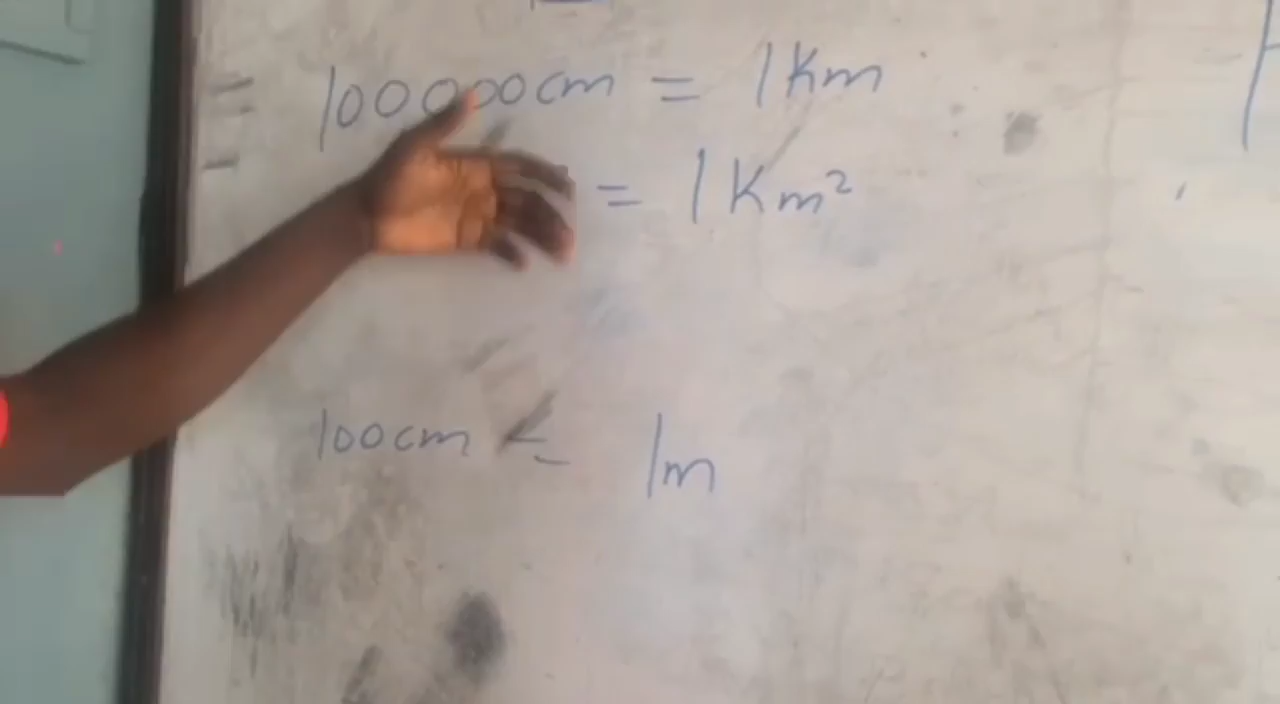 = 100000cm = 1Km
= = 1Km²
100cm = 1m